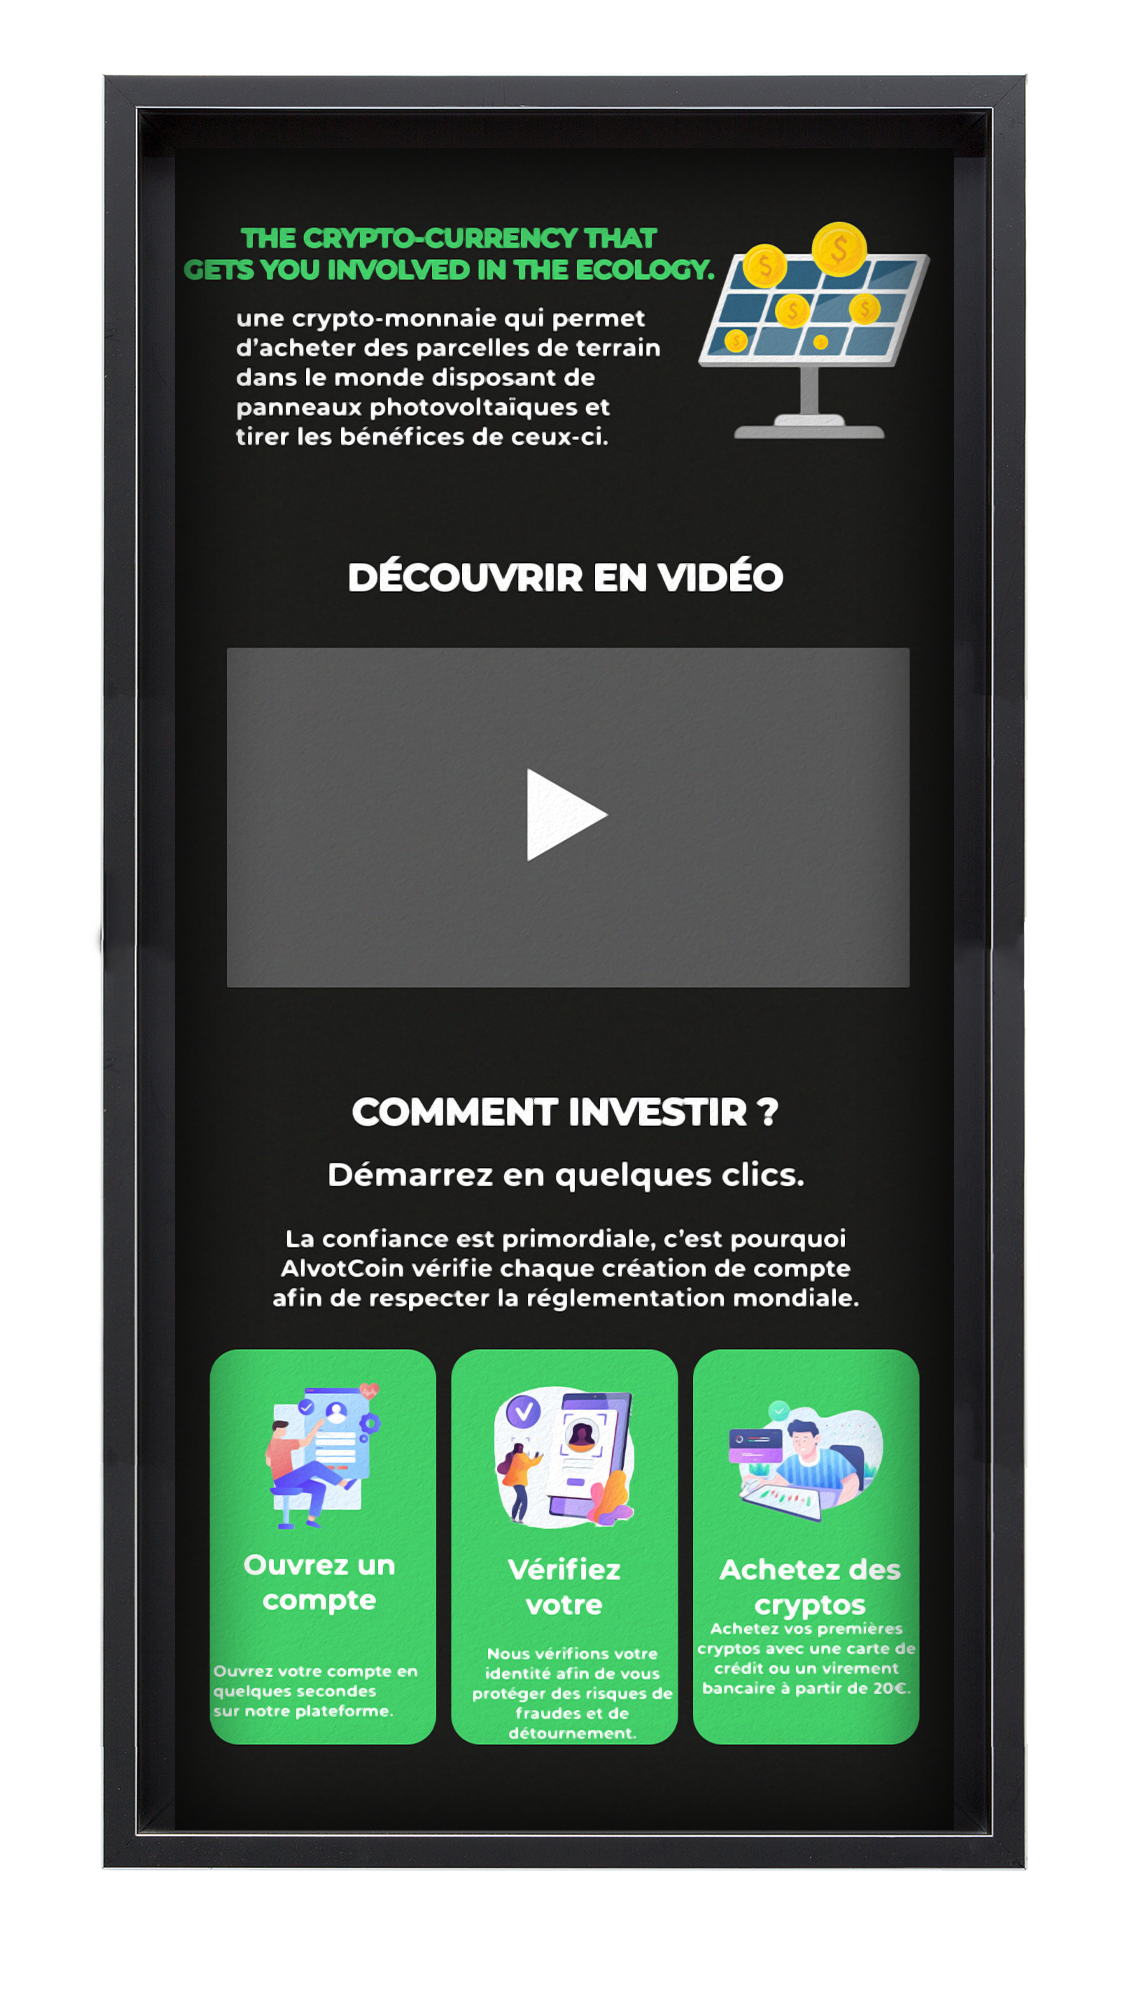 THE CRYPTO-CURRENCY THAT
GETS YOU INVOLVED IN THE ECOLOGY.
une crypto-monnaie qui permet
d’acheter des parcelles de terrain
dans le monde disposant de
panneaux photovoltaïques et
tirer les bénéfices de ceux-ci.
DÉCOUVRIR EN VIDÉO
COMMENT INVESTIR ?
Démarrez en quelques clics.
La confiance est primordiale, c’est pourquoi
AlvotCoin vérifie chaque création de compte
afin de respecter la réglementation mondiale.
Ouvrez un
compte
Ouvrez votre compte en
quelques secondes
sur notre plateforme.
Vérifiez
votre
Nous vérifions votre
identité afin de vous
protéger des risques de
fraudes et de
détournement.
Achetez des
cryptos
Achetez vos premières
cryptos avec une carte de
crédit ou un virement
bancaire à partir de 20€.